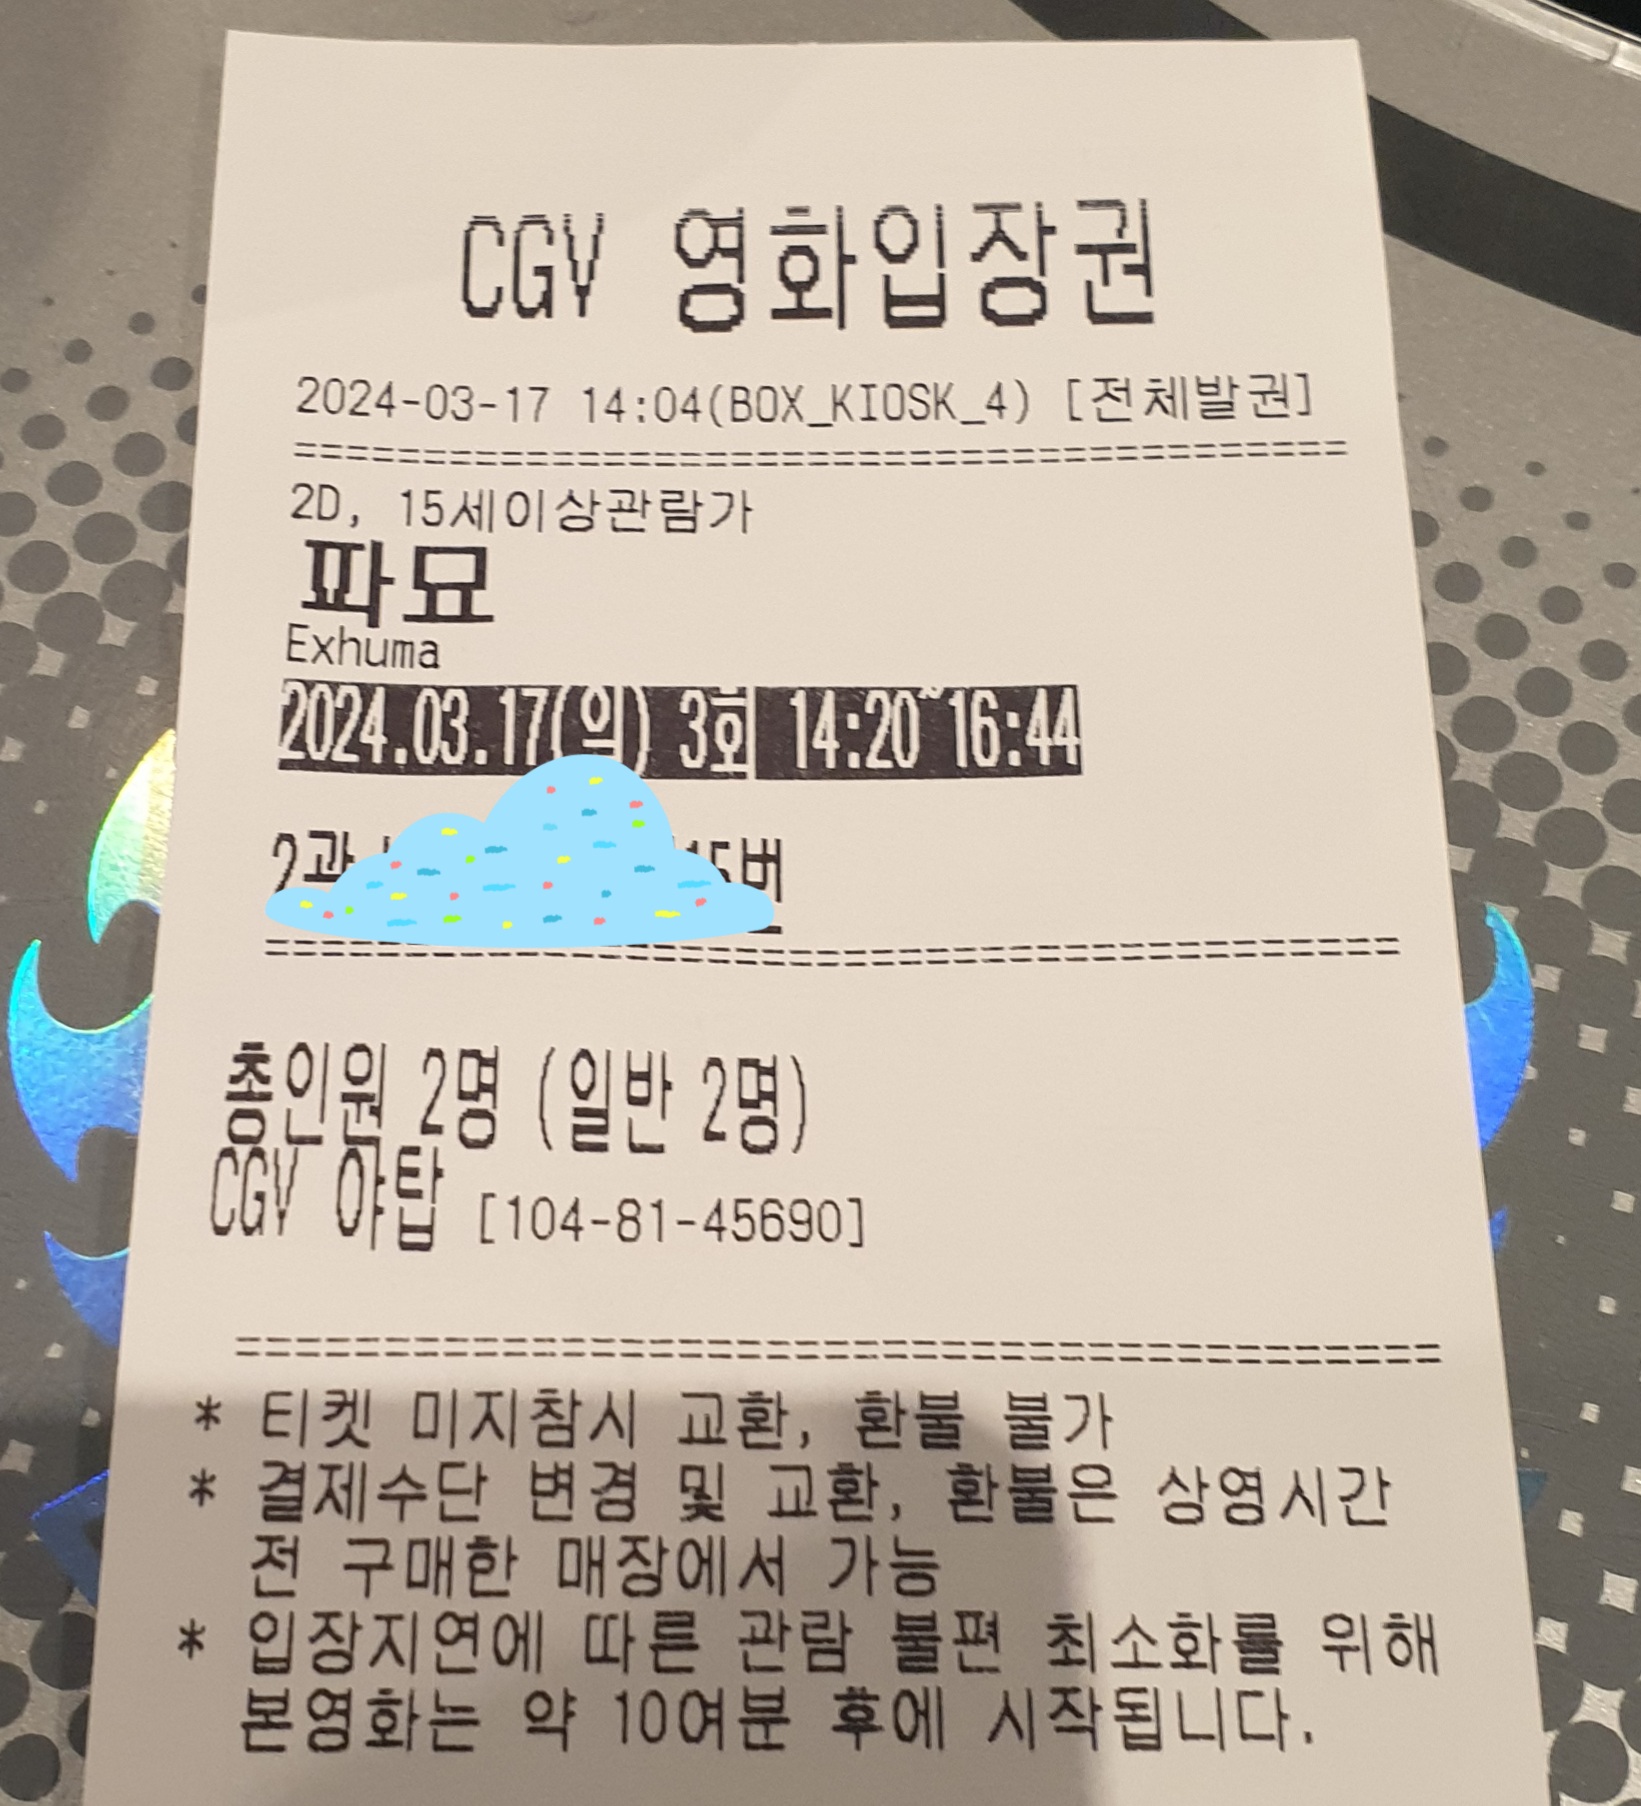 CGV 영화입장권
2024-03-17 14:04(BOX_KIOSK_4) [전체발권]
========================================
2D, 15세이상관람가
파묘
Exhuma
2024.03.17(일) 3회 14:20~16:44
2관 15번
========================================
총인원 2명 (일반 2명)
CGV 야탑 [104-81-45690]
========================================
* 티켓 미지참시 교환, 환불 불가
* 결제수단 변경 및 교환, 환불은 상영시간
전 구매한 매장에서 가능
* 입장지연에 따른 관람 불편 최소화를 위해
본영화는 약 10여분 후에 시작됩니다.